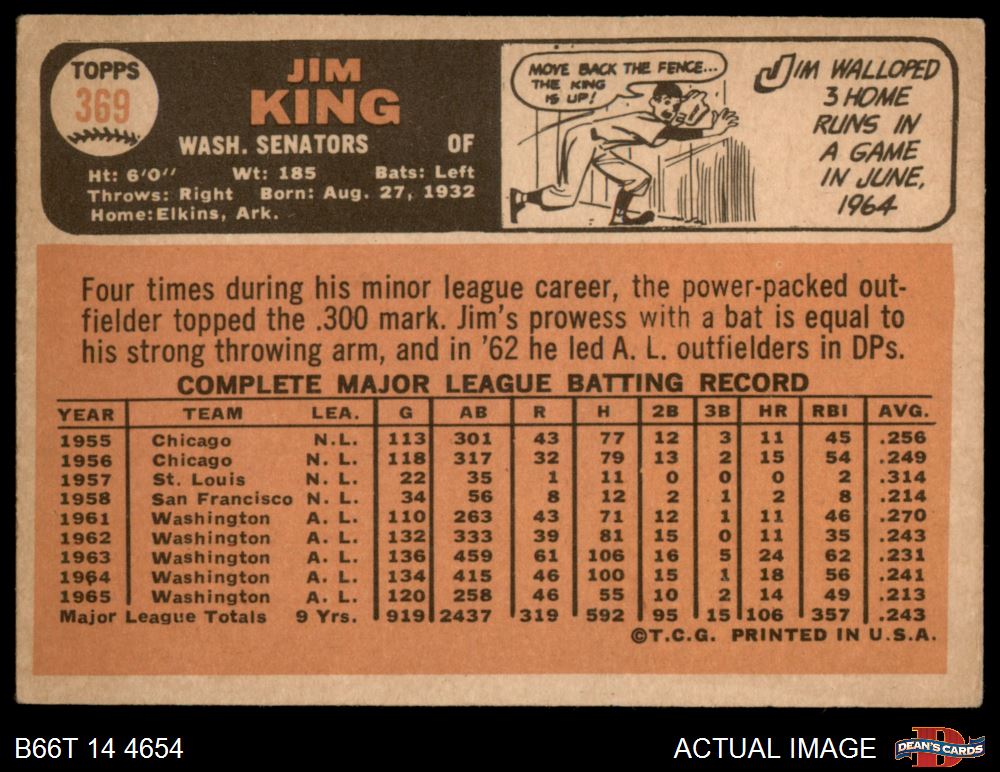 TOPPS
369
JIM
KING
WASH. SENATORS OF
Ht: 6'0" Wt: 185 Bats: Left
Throws: Right Born: Aug. 27, 1932
Home: Elkins, Ark.
MOVE BACK THE FENCE...
THE KING
IS UP!
JIM WALLOPED
3 HOME
RUNS IN
A GAME
IN JUNE,
1964
Four times during his minor league career, the power-packed out-
fielder topped the .300 mark. Jim's prowess with a bat is equal to
his strong throwing arm, and in '62 he led A. L. outfielders in DPs.
COMPLETE MAJOR LEAGUE BATTING RECORD
YEAR TEAM LEA. G AB R H 2B 3B HR RBI AVG.
1955 Chicago N.L. 113 301 43 77 12 3 11 45 .256
1956 Chicago N. L. 118 317 32 79 13 2 15 54 .249
1957 St. Louis N. L. 22 35 1 11 0 0 0 2 .314
1958 San Francisco N. L. 34 56 8 12 2 1 2 8 .214
1961 Washington A. L. 110 263 43 71 12 1 11 46 .270
1962 Washington A. L. 132 333 39 81 15 0 11 35 .243
1963 Washington A. L. 136 459 61 106 16 5 24 62 .231
1964 Washington A. L. 134 415 46 100 15 1 18 56 .241
1965 Washington A. L. 120 258 46 55 10 2 14 49 .213
Major League Totals 9 Yrs. 919 2437 319 592 95 15 106 357 .243
©T.C.G. PRINTED IN U.S.A.
B66T 14 4654
ACTUAL IMAGE
DEAN'S CARDS